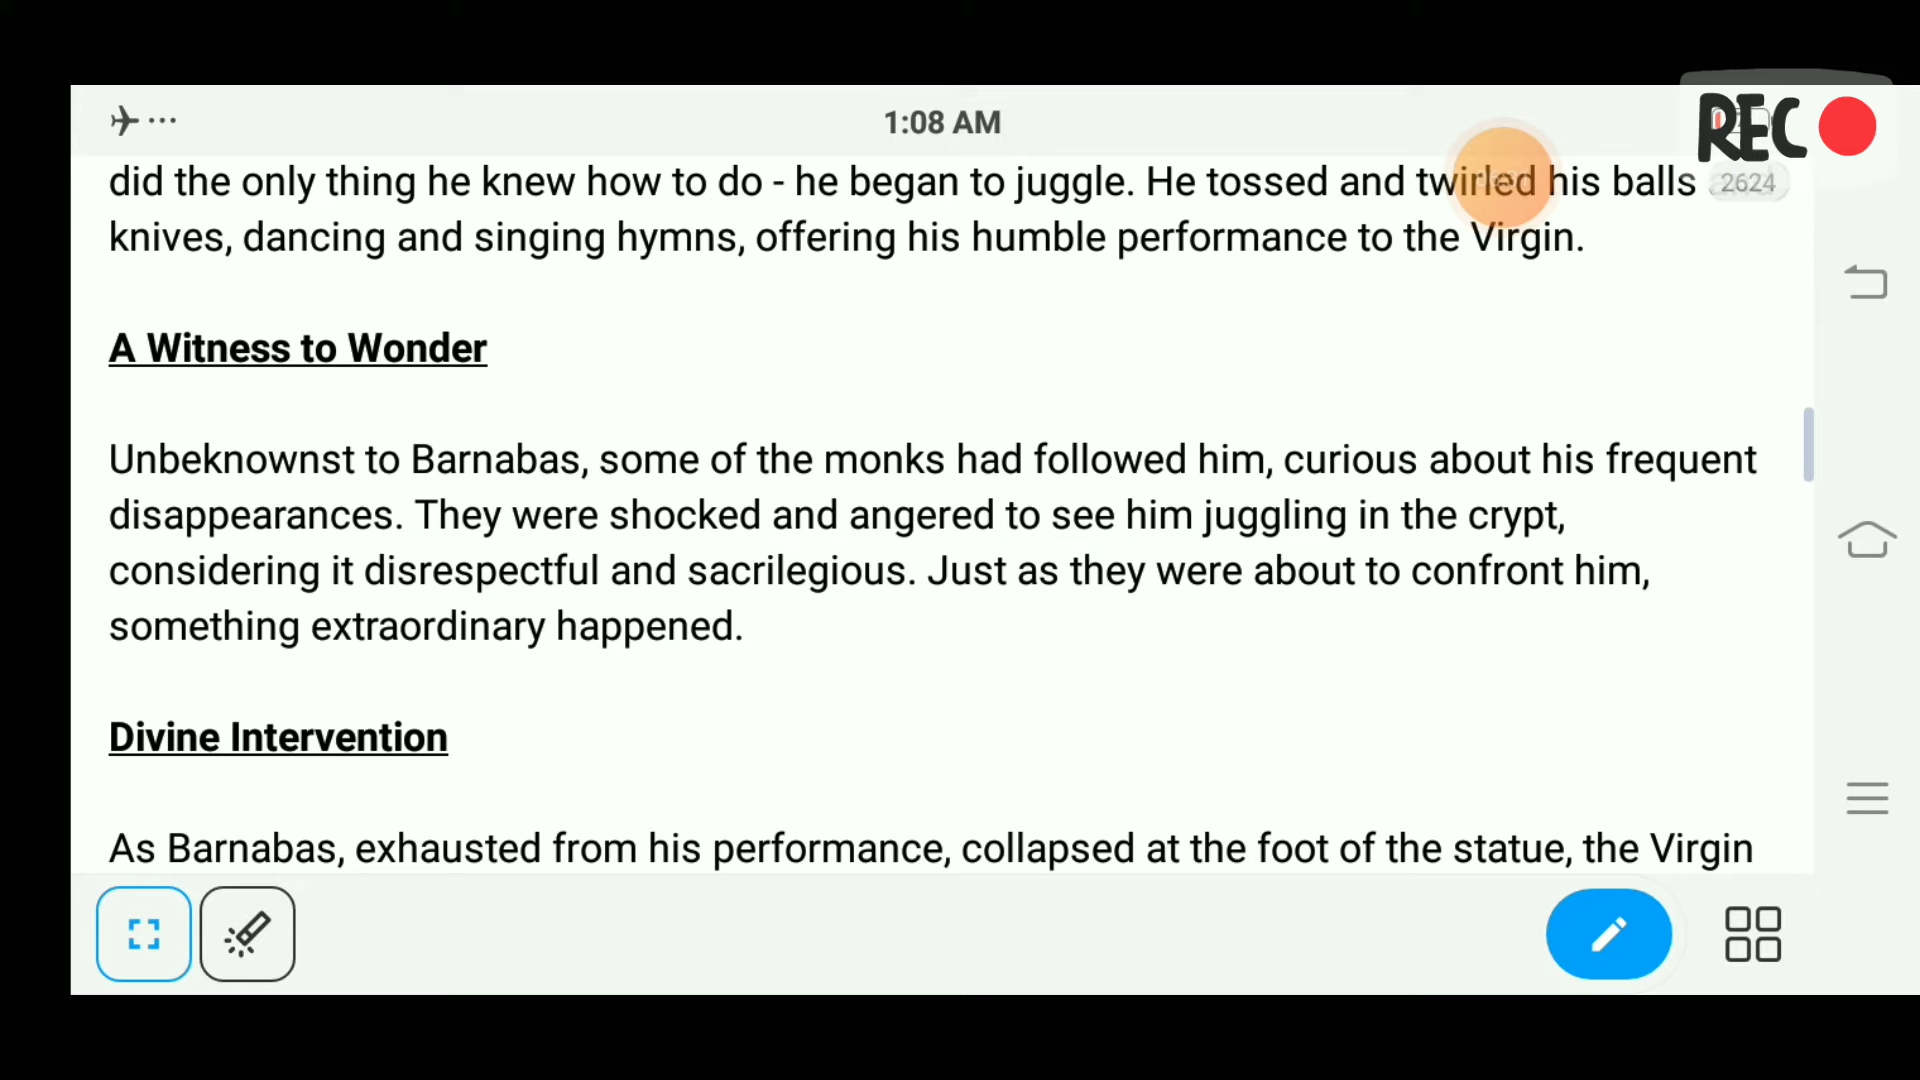 1:08 AM
REC
did the only thing he knew how to do - he began to juggle. He tossed and twirled his balls
2624
knives, dancing and singing hymns, offering his humble performance to the Virgin.
A Witness to Wonder
Unbeknownst to Barnabas, some of the monks had followed him, curious about his frequent
disappearances. They were shocked and angered to see him juggling in the crypt,
considering it disrespectful and sacrilegious. Just as they were about to confront him,
something extraordinary happened.
Divine Intervention
As Barnabas, exhausted from his performance, collapsed at the foot of the statue, the Virgin